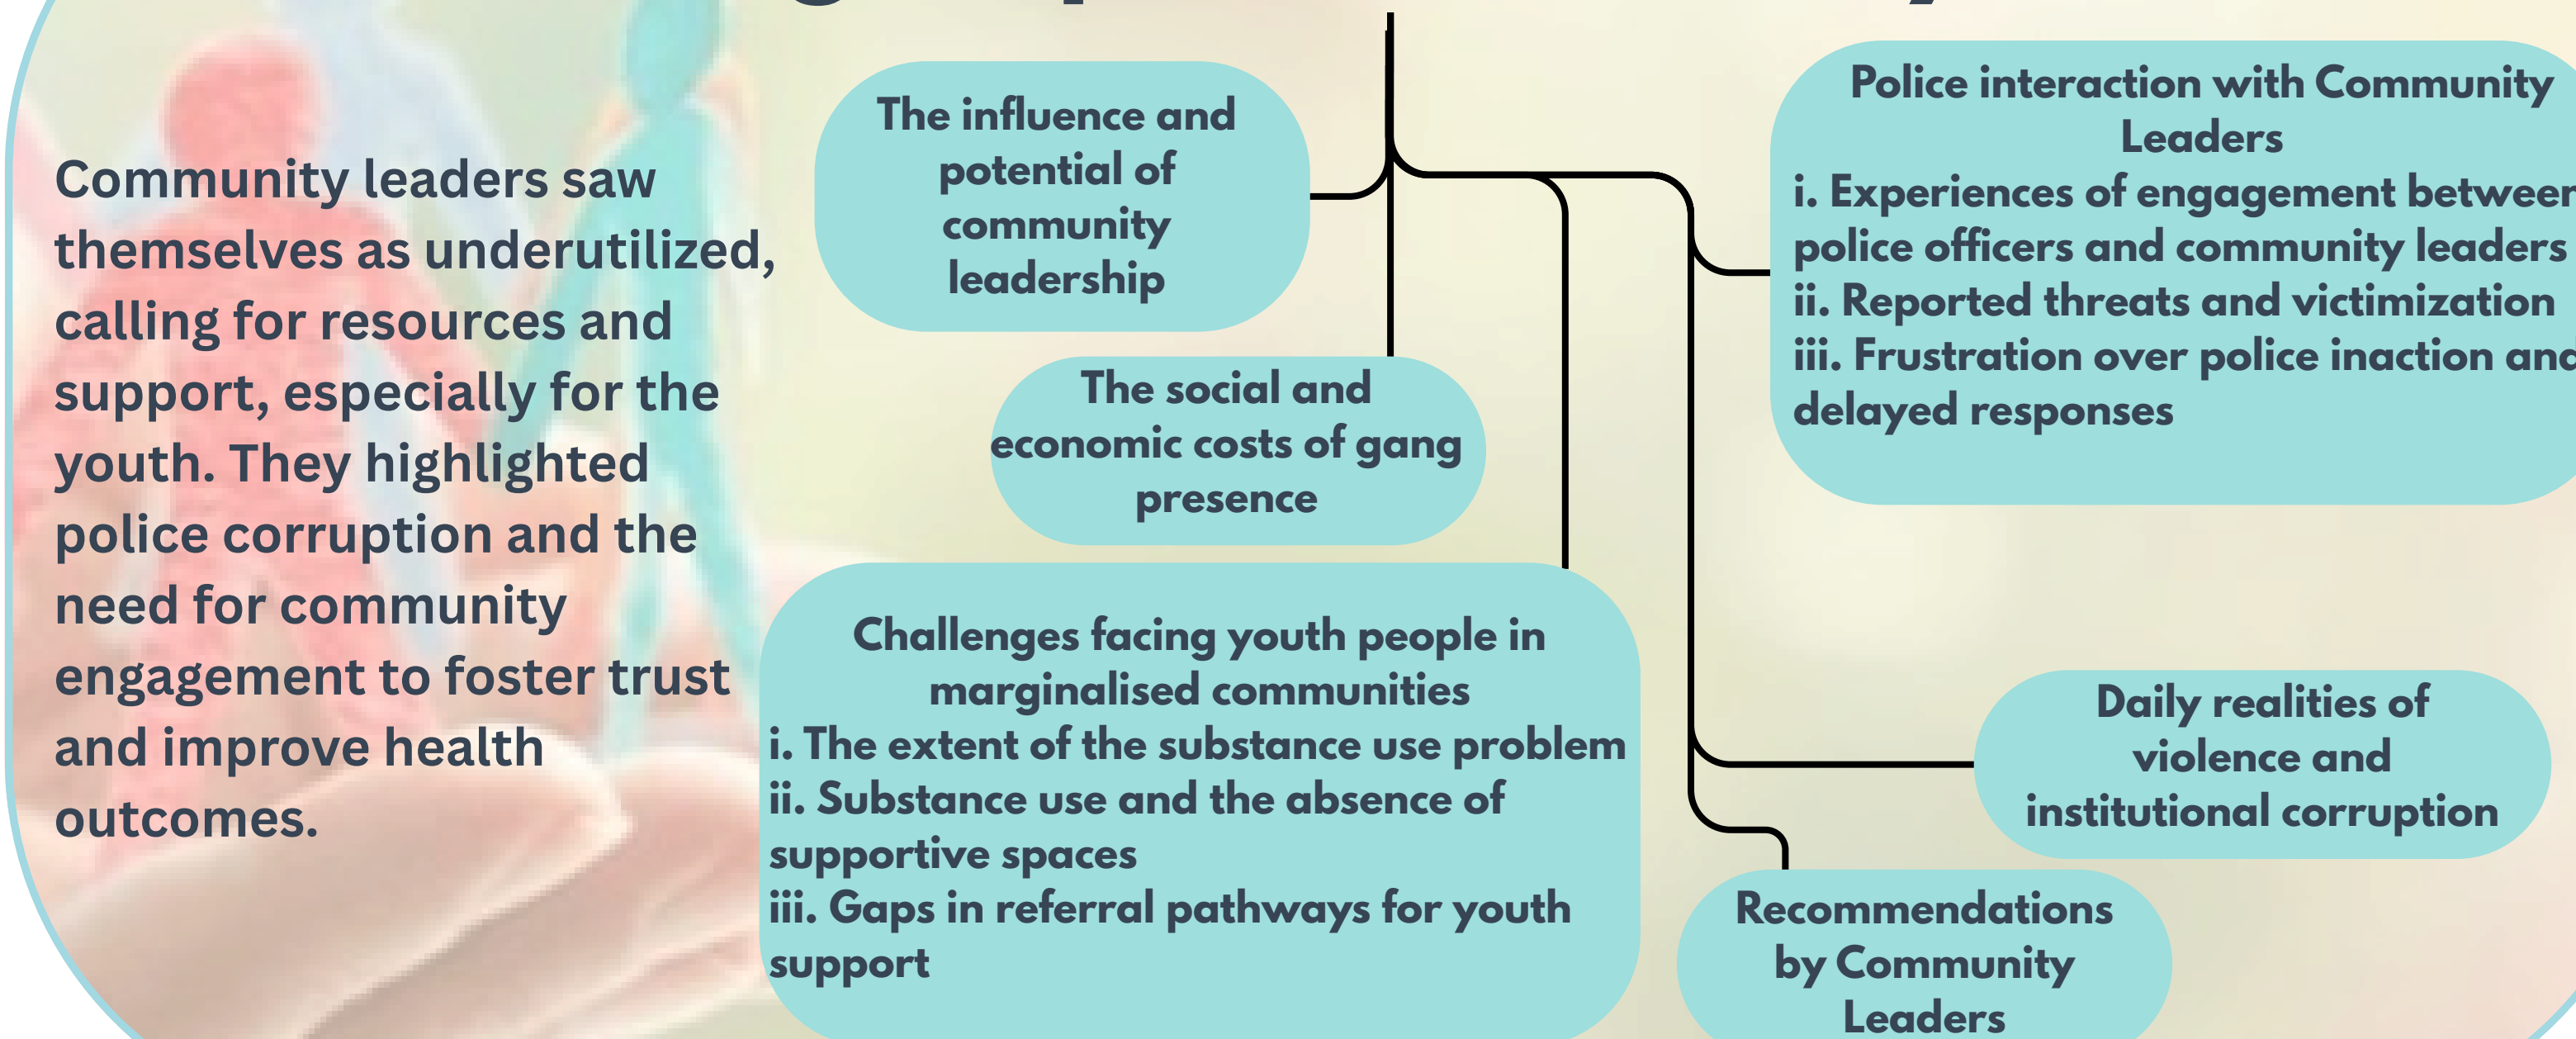 Community leaders saw
themselves as underutilized,
calling for resources and
support, especially for the
youth. They highlighted
police corruption and the
need for community
engagement to foster trust
and improve health
outcomes.
The influence and
potential of
community
leadership
The social and
economic costs of gang
presence
Challenges facing youth people in
marginalised communities
i. The extent of the substance use problem
ii. Substance use and the absence of
supportive spaces
iii. Gaps in referral pathways for youth
support
Police interaction with Community
Leaders
i. Experiences of engagement between
police officers and community leaders
ii. Reported threats and victimization
iii. Frustration over police inaction and
delayed responses
Daily realities of
violence and
institutional corruption
Recommendations
by Community
Leaders